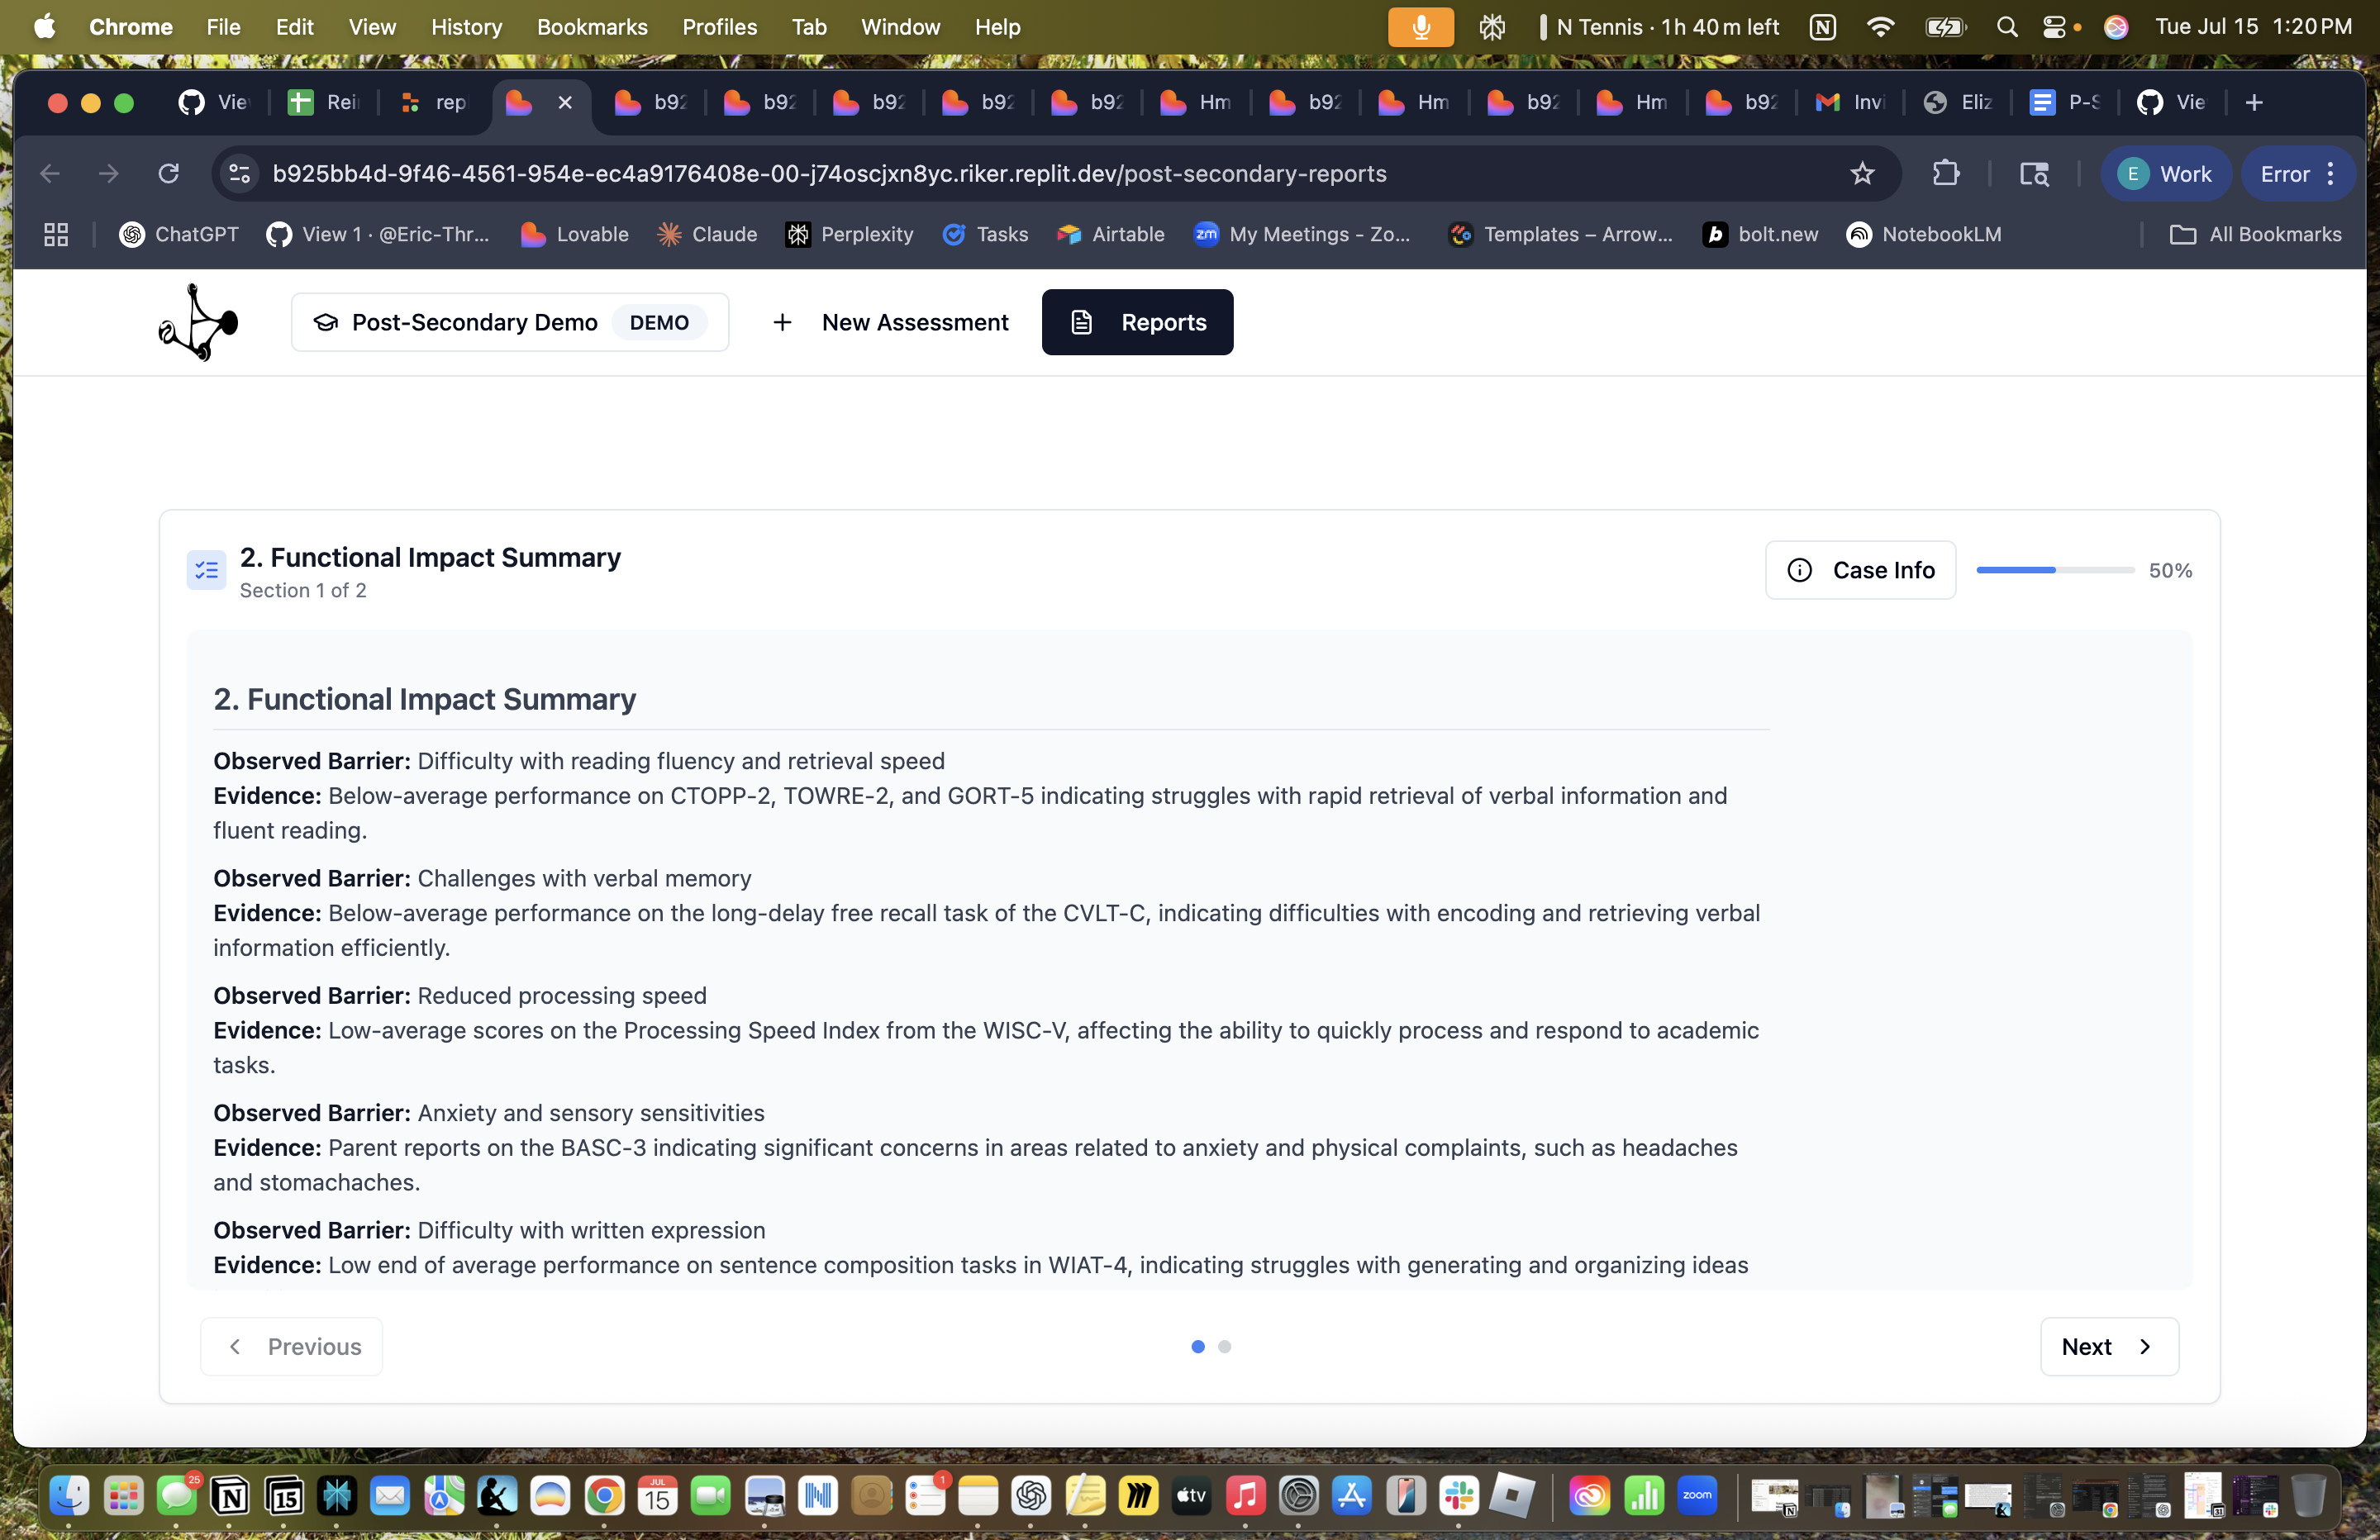 Chrome File Edit View History Bookmarks Profiles Tab Window Help N Tennis · 1h 40 m left Tue Jul 15 1:20 PM
Vie Rei rep b92 b92 b92 b92 b92 Hm b92 Hm b92 Hm b92 Inv Eliz P-S Vie
b925bb4d-9f46-4561-954e-ec4a9176408e-00-j74oscjxn8yc.riker.replit.dev/post-secondary-reports E Work Error
ChatGPT View 1 · @Eric-Thr... Lovable Claude Perplexity Tasks Airtable zm My Meetings - Zo... Templates – Arrow... b bolt.new NotebookLM All Bookmarks
Post-Secondary Demo DEMO + New Assessment Reports
2. Functional Impact Summary
Section 1 of 2
Case Info 50%
2. Functional Impact Summary
Observed Barrier: Difficulty with reading fluency and retrieval speed
Evidence: Below-average performance on CTOPP-2, TOWRE-2, and GORT-5 indicating struggles with rapid retrieval of verbal information and
fluent reading.
Observed Barrier: Challenges with verbal memory
Evidence: Below-average performance on the long-delay free recall task of the CVLT-C, indicating difficulties with encoding and retrieving verbal
information efficiently.
Observed Barrier: Reduced processing speed
Evidence: Low-average scores on the Processing Speed Index from the WISC-V, affecting the ability to quickly process and respond to academic
tasks.
Observed Barrier: Anxiety and sensory sensitivities
Evidence: Parent reports on the BASC-3 indicating significant concerns in areas related to anxiety and physical complaints, such as headaches
and stomachaches.
Observed Barrier: Difficulty with written expression
Evidence: Low end of average performance on sentence composition tasks in WIAT-4, indicating struggles with generating and organizing ideas
Previous Next
25 15 JUL 15 1 tv zoom